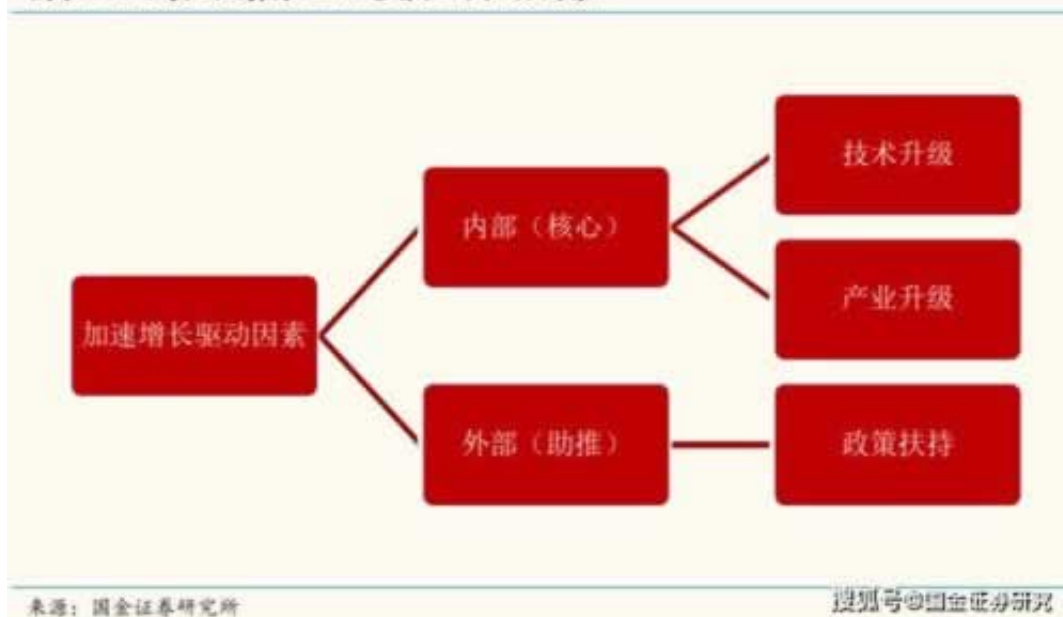 加速增长驱动因素
内部（核心）
外部（助推）
技术升级
产业升级
政策扶持
来源：国金证券研究所
搜狐号@国金证券研究